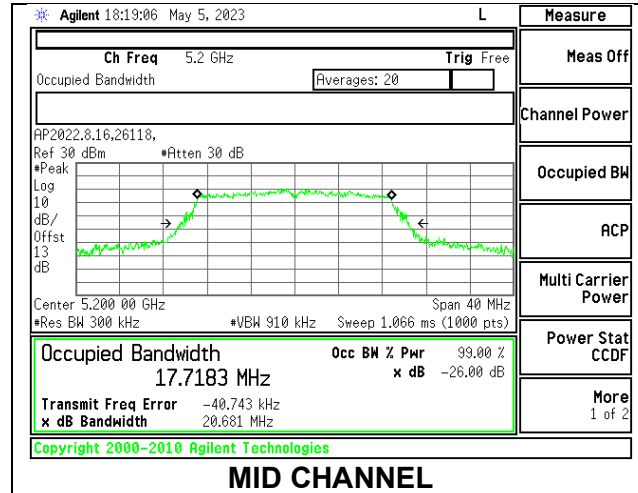 Agilent 18:19:06 May 5, 2023 L Measure
Ch Freq 5.2 GHz Trig Free
Occupied Bandwidth Averages: 20
AP2022.8.16,26118,
Ref 30 dBm #Atten 30 dB
#Peak
Log
10
dB/
Offst
13
dB
Center 5.200 00 GHz Span 40 MHz
#Res BW 300 kHz #VBW 910 kHz Sweep 1.066 ms (1000 pts)
Occupied Bandwidth Occ BW % Pwr 99.00 %
17.7183 MHz x dB -26.00 dB
Transmit Freq Error -40.743 kHz
x dB Bandwidth 20.681 MHz
Copyright 2000-2010 Agilent Technologies
Meas Off
Channel Power
Occupied BW
ACP
Multi Carrier
Power
Power Stat
CCDF
More
1 of 2
MID CHANNEL